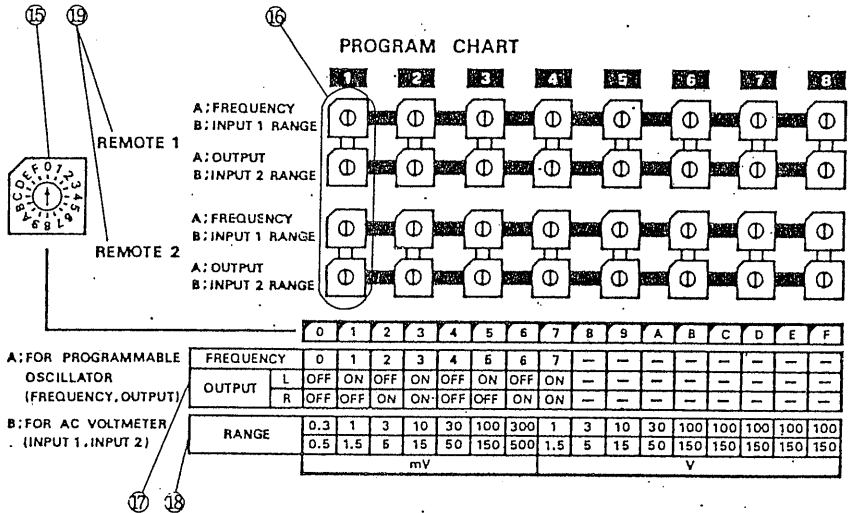 ⑮ ⑲ ⑯
PROGRAM CHART
1 2 3 4 5 6 7 8
A; FREQUENCY
B; INPUT 1 RANGE
REMOTE 1
A; OUTPUT
B; INPUT 2 RANGE
0 1 2 3 4 5 6 7 8 9 A B C D E F
A; FREQUENCY
B; INPUT 1 RANGE
REMOTE 2
A; OUTPUT
B; INPUT 2 RANGE
0 1 2 3 4 5 6 7 8 9 A B C D E F
A; FOR PROGRAMMABLE
OSCILLATOR
(FREQUENCY, OUTPUT)
FREQUENCY 0 1 2 3 4 5 6 7 – – – – – – – –
OUTPUT
L OFF ON OFF ON OFF ON OFF ON – – – – – – – –
R OFF OFF ON ON OFF OFF ON ON – – – – – – – –
B; FOR AC VOLTMETER
(INPUT 1, INPUT 2)
RANGE
0.3 1 3 10 30 100 300 1 3 10 30 100 100 100 100 100
0.5 1.5 5 15 50 150 500 1.5 5 15 50 150 150 150 150 150
mV V
⑰ ⑱